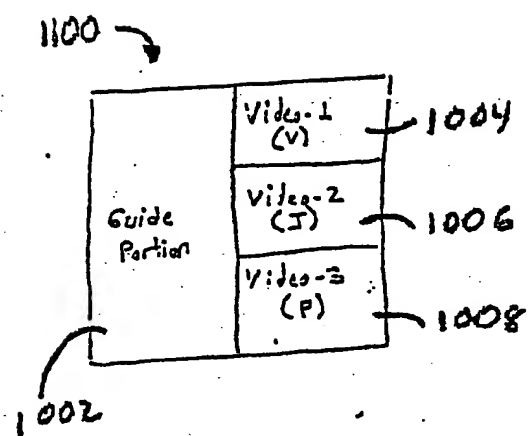 1100
Video-1
(V)
1004
Video-2
(J)
1006
Guide
Portion
Video-3
(P)
1008
1002